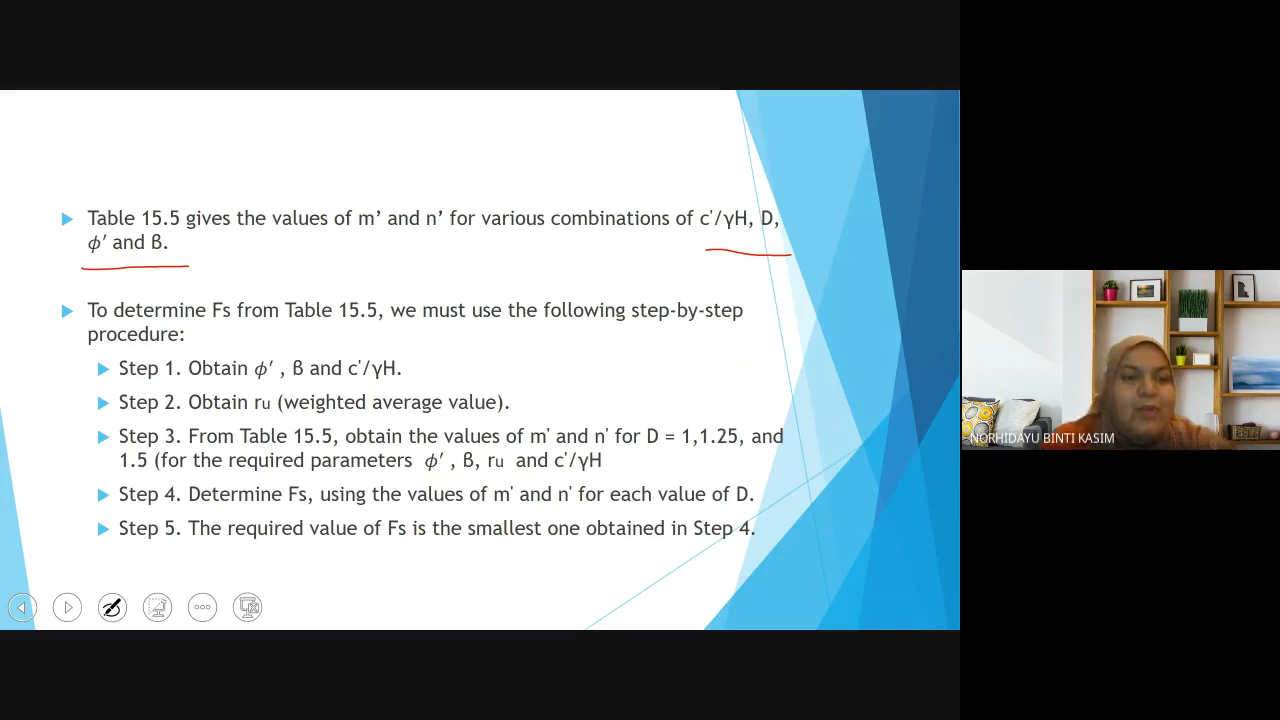 Table 15.5 gives the values of m’ and n’ for various combinations of c'/γH, D,
ϕ′ and ß.
To determine Fs from Table 15.5, we must use the following step-by-step
procedure:
Step 1. Obtain ϕ′ , ß and c'/γH.
Step 2. Obtain ru (weighted average value).
Step 3. From Table 15.5, obtain the values of m' and n' for D = 1,1.25, and
1.5 (for the required parameters ϕ′ , ß, ru and c'/γH
Step 4. Determine Fs, using the values of m' and n' for each value of D.
Step 5. The required value of Fs is the smallest one obtained in Step 4.
NORHIDAYU BINTI KASIM